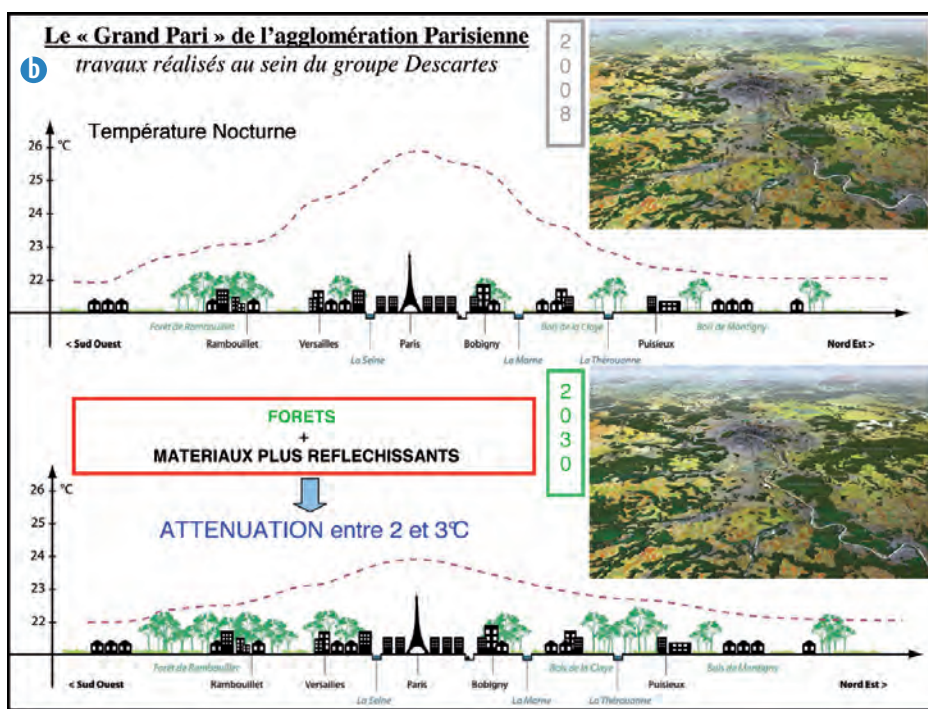 Le « Grand Pari » de l'agglomération Parisienne
b
travaux réalisés au sein du groupe Descartes
2
0
0
8
Température Nocturne
26
°C
25
24
23
22
Forêt de Rambouillet
Bois de la Claye
Bois de Montigny
< Sud Ouest
Rambouillet
Versailles
Paris
Bobigny
Puisieux
Nord Est >
La Seine
La Marne
La Thérouanne
2
0
3
0
FORETS
+
MATERIAUX PLUS REFLECHISSANTS
26
°C
ATTENUATION entre 2 et 3°C
25
24
23
22
Forêt de Rambouillet
Bois de la Claye
Bois de Montigny
< Sud Ouest
Rambouillet
Versailles
Paris
Bobigny
Puisieux
Nord Est >
La Seine
La Marne
La Thérouanne